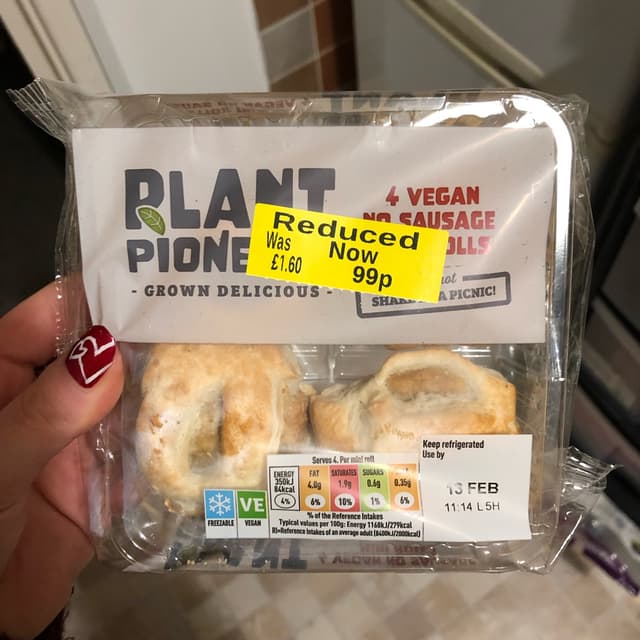 PLANT
PIONE
- GROWN DELICIOUS -
4 VEGAN
NO SAUSAGE
OLLS
not
SHARE A PICNIC!
Reduced
Was Now
£1.60 99p
Keep refrigerated
Use by
13 FEB
11:14 L5H
Serves 4. Per mini roll
ENERGY FAT SATURATES SUGARS
350kJ 4.0g 1.9g 0.6g 0.35g
84kcal
4% 6% 10% 1% 6%
% of the Reference Intakes
Typical values per 100g: Energy 1168kJ/279kcal
RI=Reference Intakes of an average adult (8400kJ/2000kcal)
FREEZABLE
VE
VEGAN